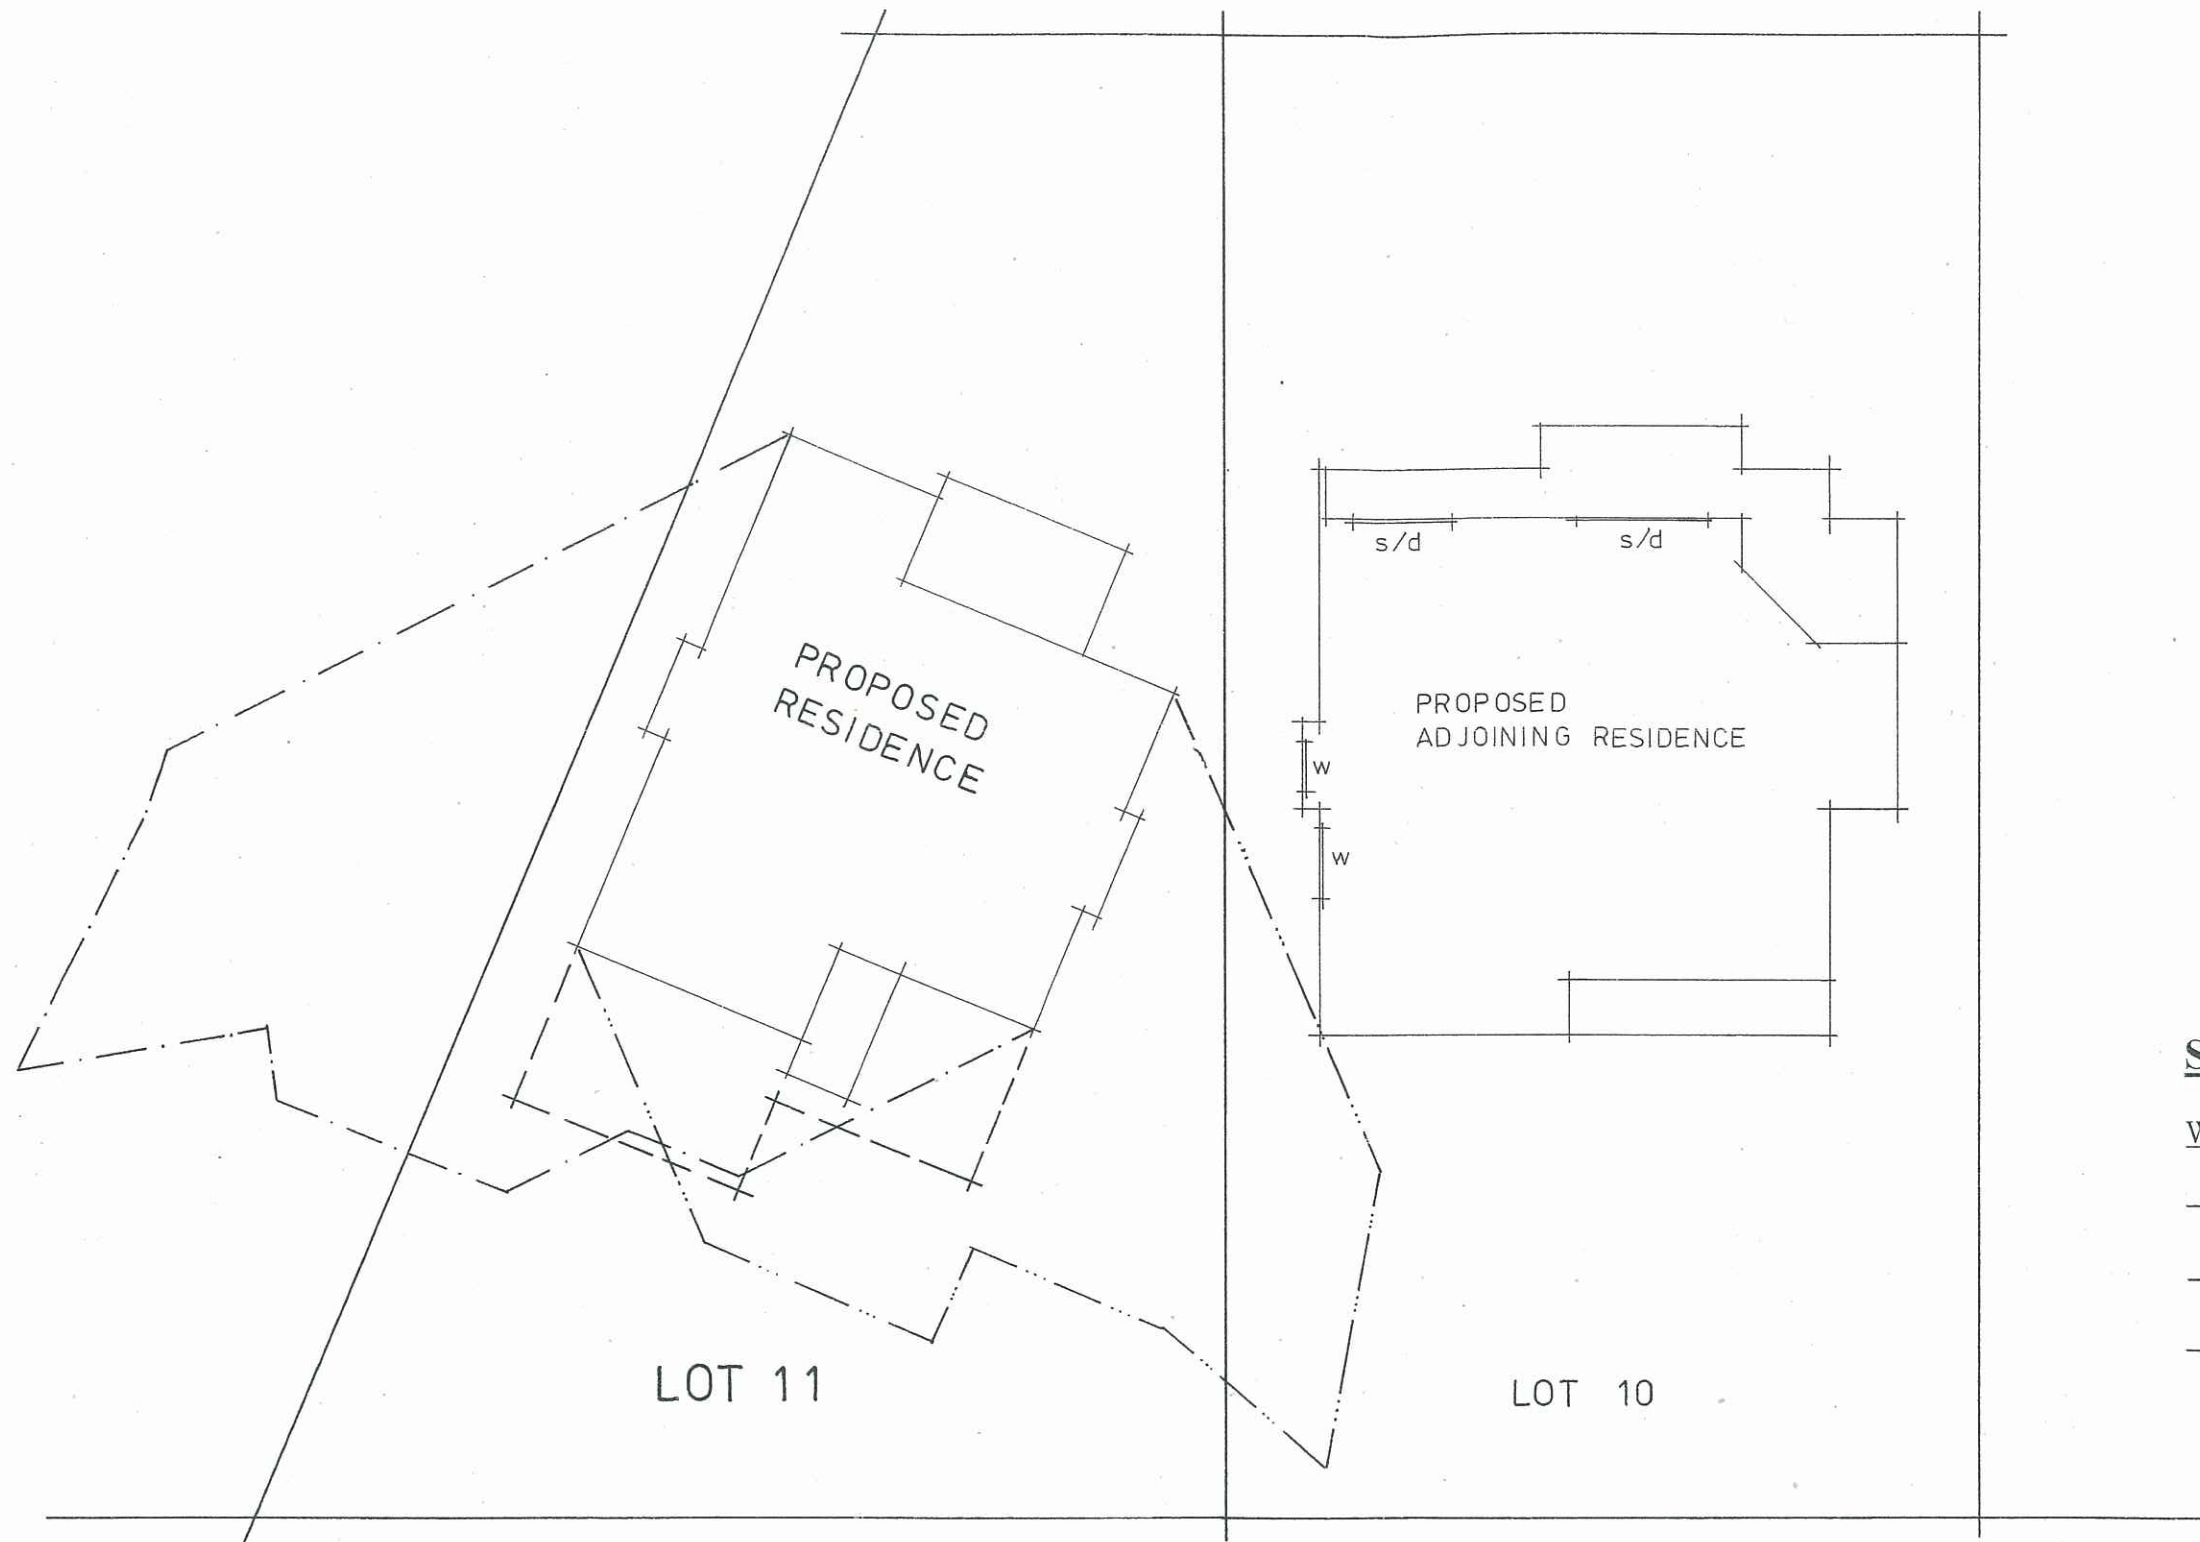 s/d
s/d
PROPOSED
RESIDENCE
PROPOSED
ADJOINING RESIDENCE
W
W
LOT 11
LOT 10